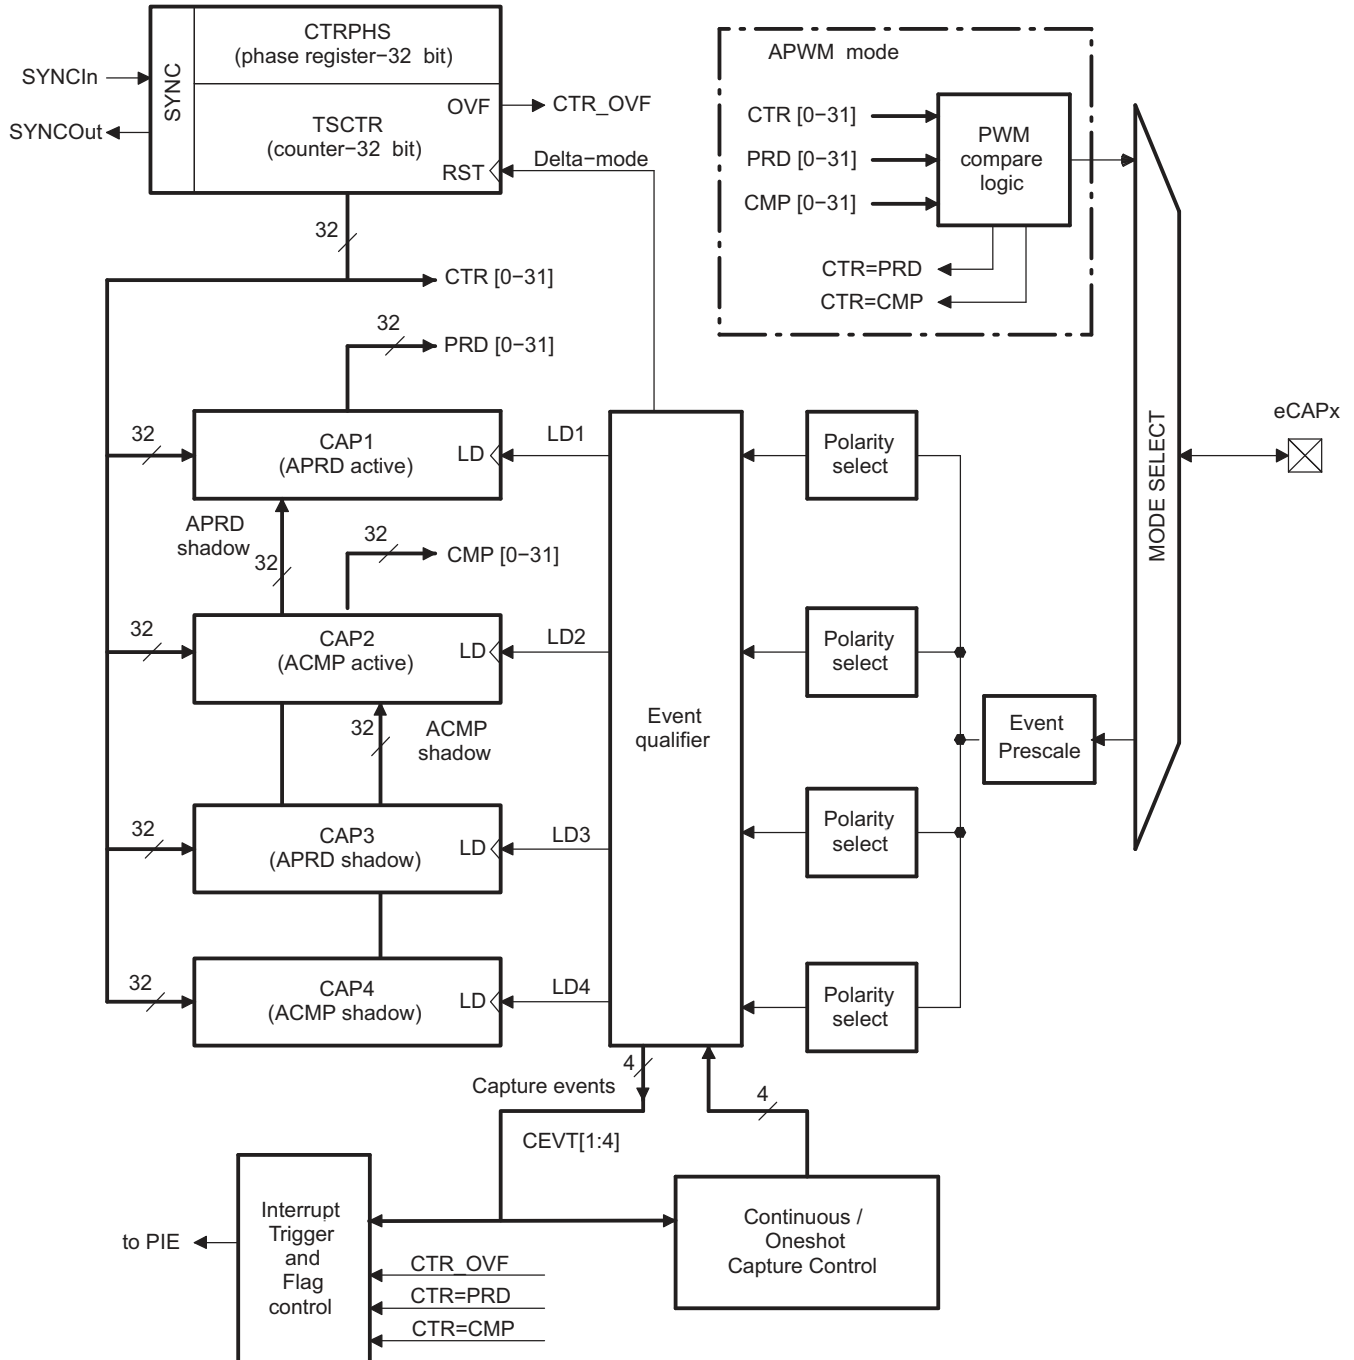 CTRPHS
(phase register−32 bit)
APWM mode
SYNCIn
SYNC
OVF
CTR_OVF
SYNCOut
TSCTR
(counter−32 bit)
RST
Delta−mode
CTR [0−31]
PRD [0−31]
CMP [0−31]
PWM
compare
logic
CTR=PRD
CTR=CMP
32
CTR [0−31]
32
PRD [0−31]
32
CAP1
(APRD active)
LD
LD1
Polarity
select
eCAPx
MODE SELECT
APRD
shadow
32
32
CMP [0−31]
32
CAP2
(ACMP active)
LD
LD2
Polarity
select
32
ACMP
shadow
Event
qualifier
Event
Prescale
32
CAP3
(APRD shadow)
LD
LD3
Polarity
select
32
CAP4
(ACMP shadow)
LD
LD4
Polarity
select
4
Capture events
4
CEVT[1:4]
Interrupt
Trigger
and
Flag
control
to PIE
Continuous /
Oneshot
Capture Control
CTR_OVF
CTR=PRD
CTR=CMP